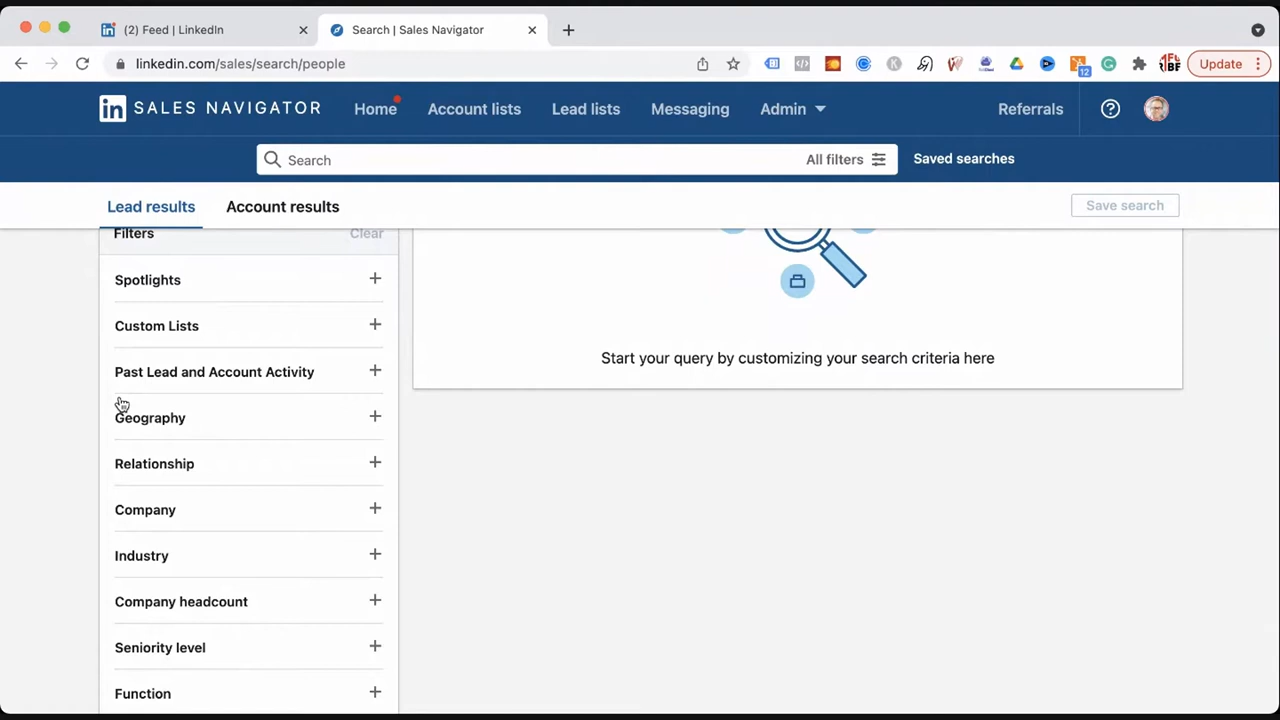 (2) Feed | LinkedIn
Search | Sales Navigator
linkedin.com/sales/search/people
12
Update
in SALES NAVIGATOR
Home
Account lists
Lead lists
Messaging
Admin
Referrals
Search
All filters
Saved searches
Lead results
Account results
Save search
Filters
Clear
Spotlights
Custom Lists
Past Lead and Account Activity
Geography
Relationship
Company
Industry
Company headcount
Seniority level
Function
Start your query by customizing your search criteria here